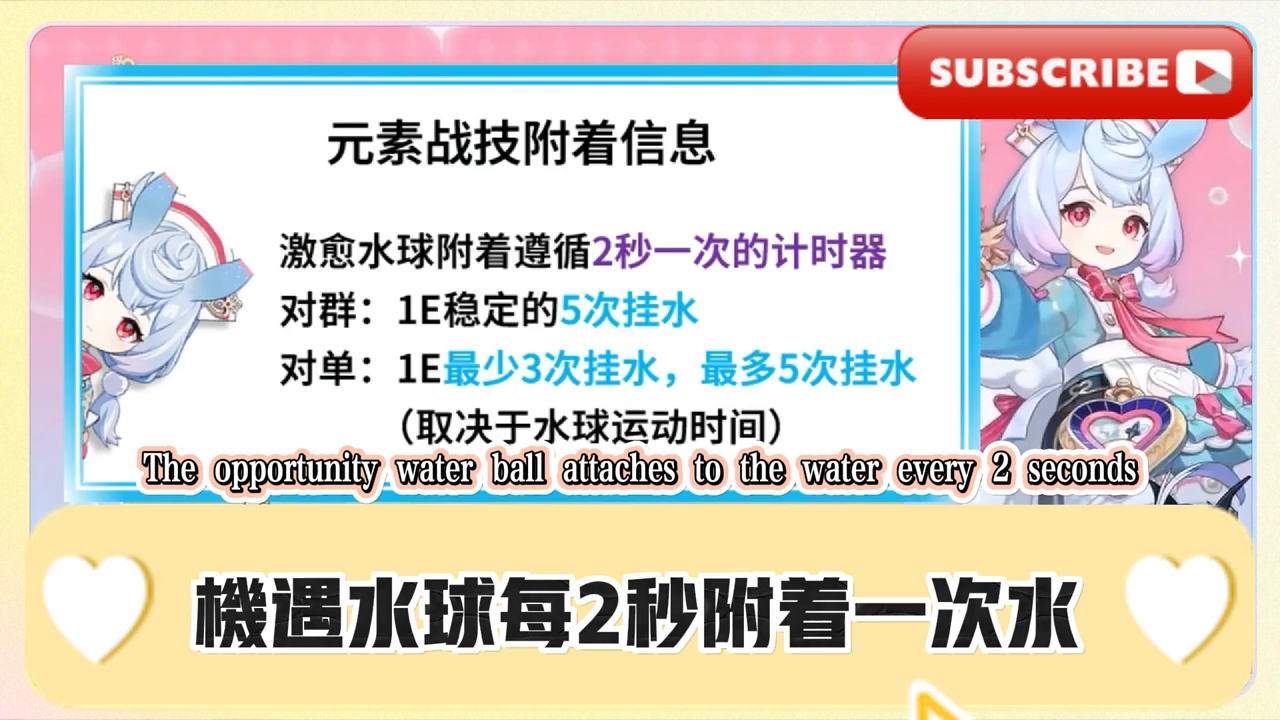 SUBSCRIBE
元素战技附着信息
激愈水球附着遵循2秒一次的计时器
对群：1E稳定的5次挂水
对单：1E最少3次挂水，最多5次挂水
（取决于水球运动时间）
The opportunity water ball attaches to the water every 2 seconds
機遇水球每2秒附着一次水